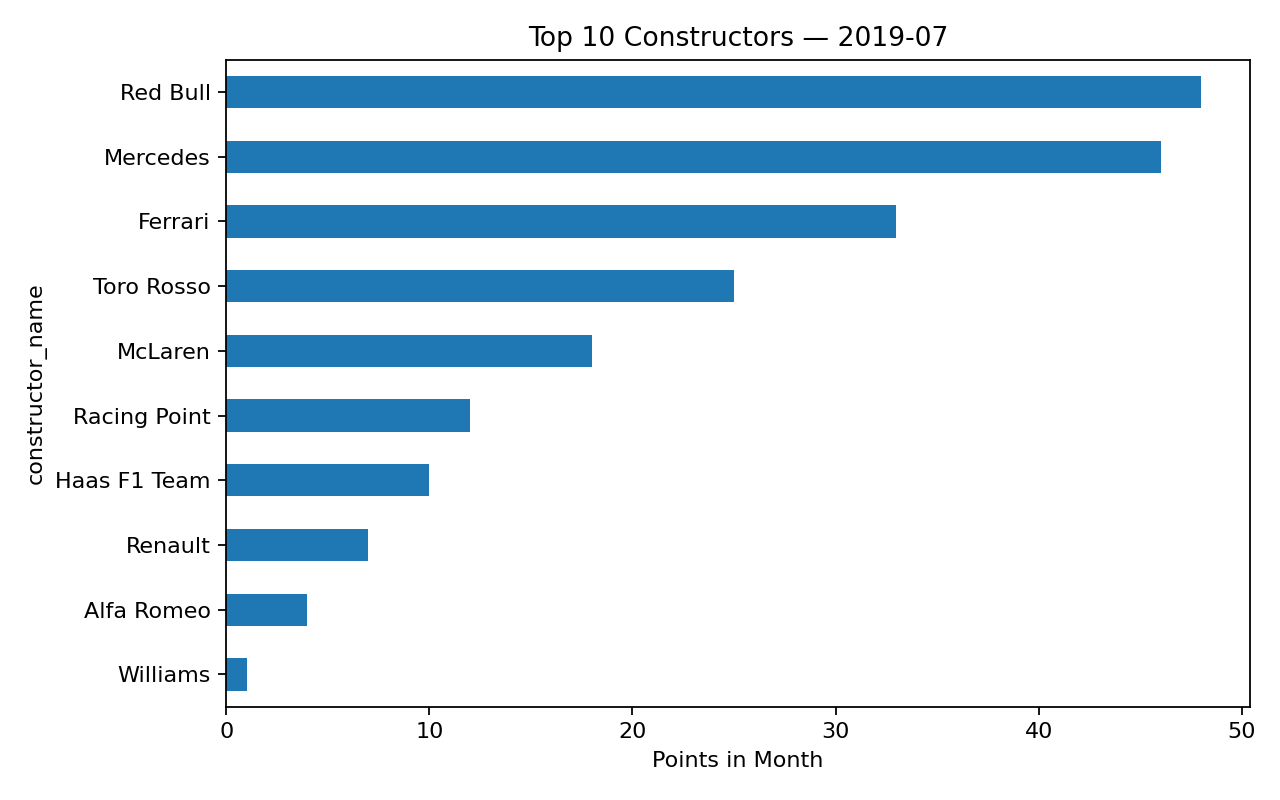 Top 10 Constructors — 2019-07
constructor_name
Red Bull
Mercedes
Ferrari
Toro Rosso
McLaren
Racing Point
Haas F1 Team
Renault
Alfa Romeo
Williams
0 10 20 30 40 50
Points in Month